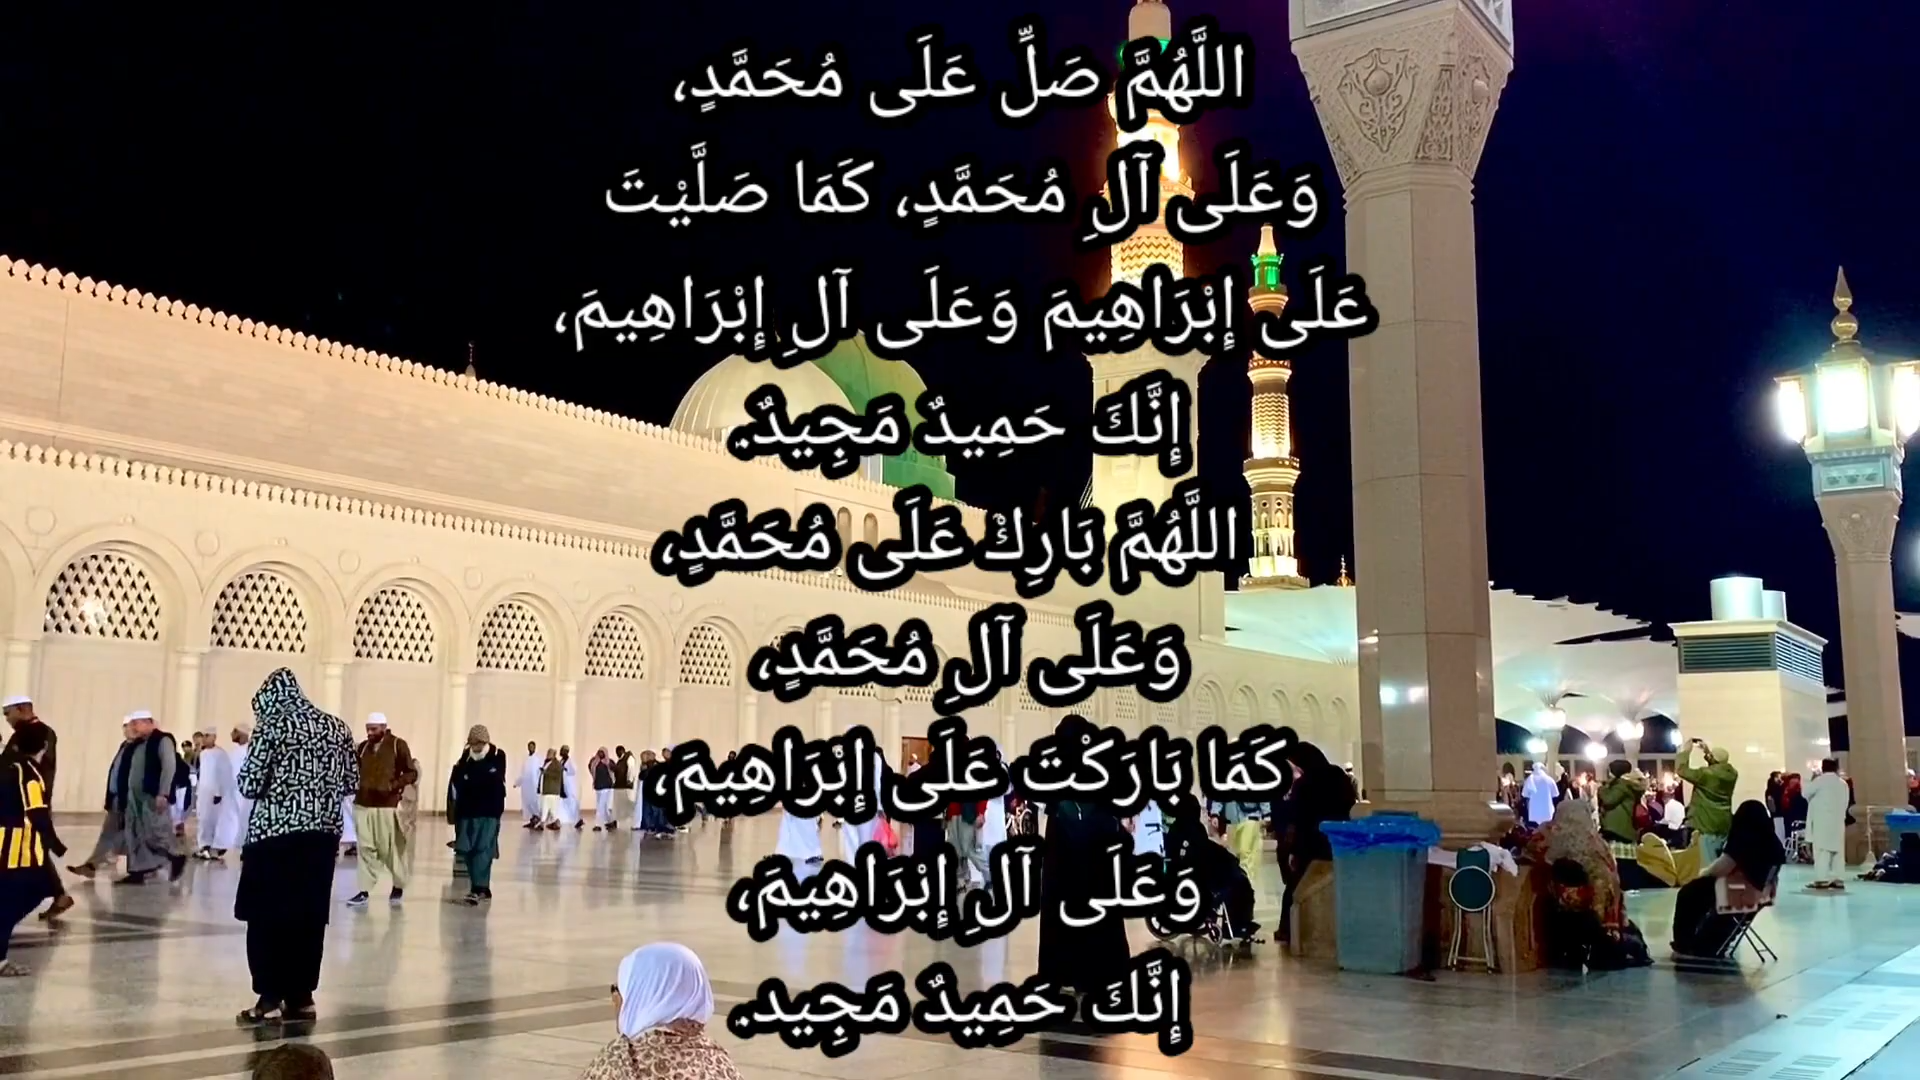 اللَّهُمَّ صَلِّ عَلَى مُحَمَّدٍ،
وَعَلَى آلِ مُحَمَّدٍ، كَمَا صَلَّيْتَ
عَلَى إِبْرَاهِيمَ وَعَلَى آلِ إِبْرَاهِيمَ،
إِنَّكَ حَمِيدٌ مَجِيدٌ.
اللَّهُمَّ بَارِكْ عَلَى مُحَمَّدٍ،
وَعَلَى آلِ مُحَمَّدٍ،
كَمَا بَارَكْتَ عَلَى إِبْرَاهِيمَ،
وَعَلَى آلِ إِبْرَاهِيمَ،
إِنَّكَ حَمِيدٌ مَجِيد.